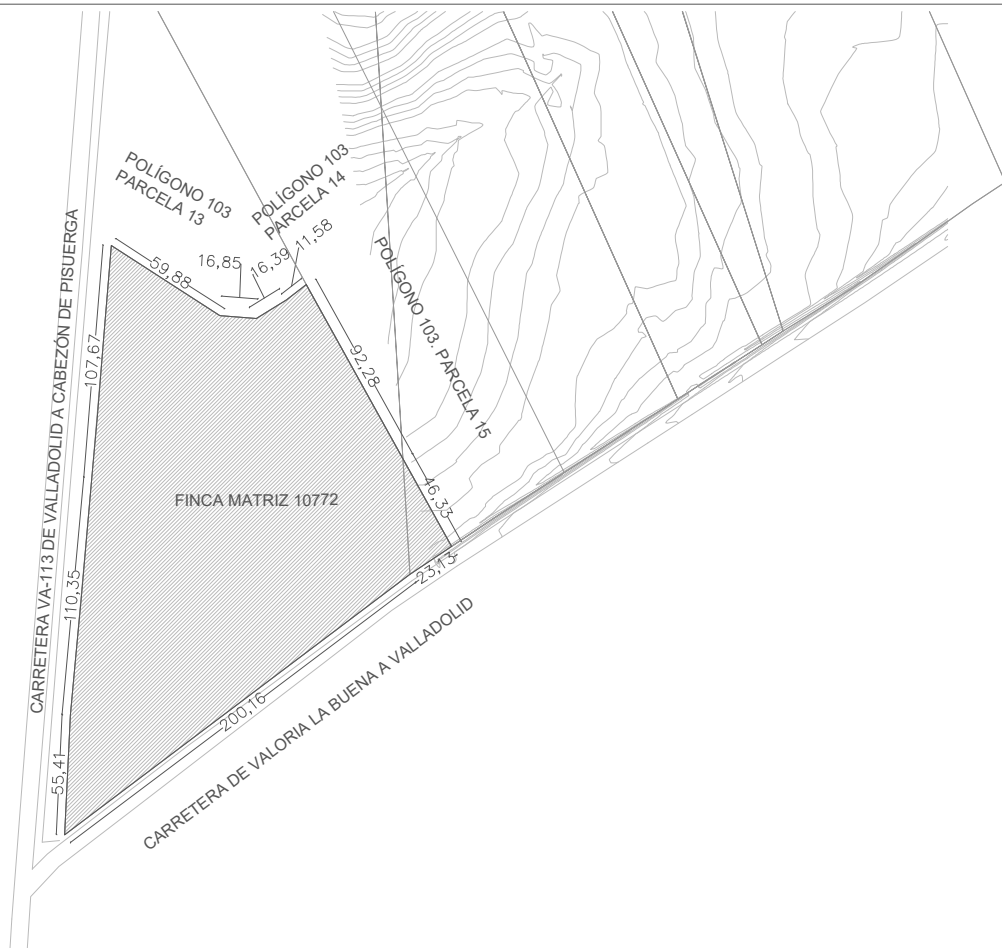 POLÍGONO 103
PARCELA 13
POLÍGONO 103
PARCELA 14
59,88
16,85
16,39
11,58
POLÍGONO 103. PARCELA 15
92,28
46,33
CARRETERA VA-113 DE VALLADOLID A CABEZÓN DE PISUERGA
107,67
110,35
55,41
FINCA MATRIZ 10772
23,13
200,16
CARRETERA DE VALORIA LA BUENA A VALLADOLID